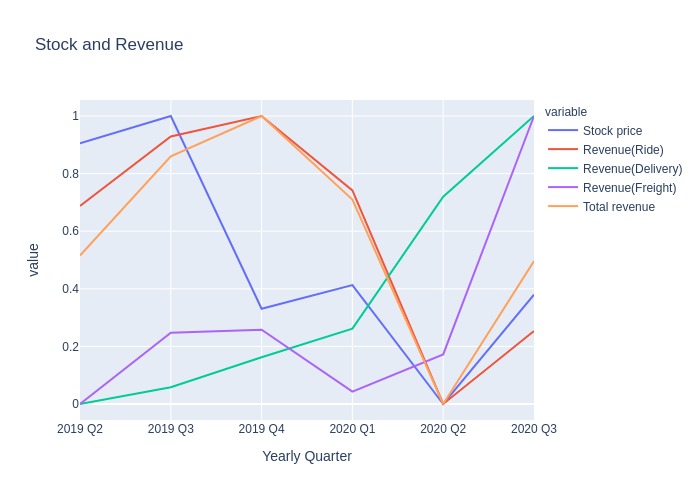 Stock and Revenue
variable
Stock price
Revenue(Ride)
Revenue(Delivery)
Revenue(Freight)
Total revenue
value
1
0.8
0.6
0.4
0.2
0
2019 Q2
2019 Q3
2019 Q4
2020 Q1
2020 Q2
2020 Q3
Yearly Quarter